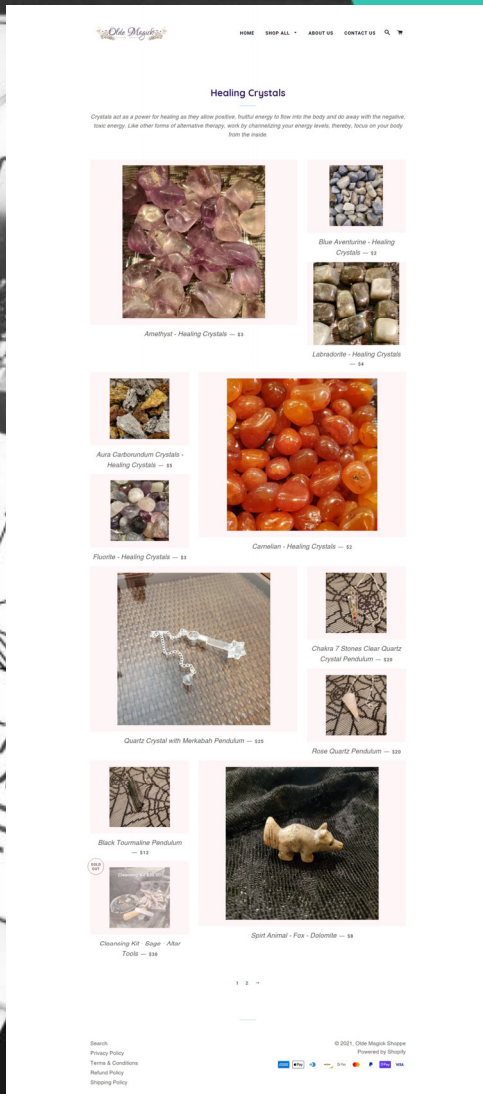 Olde Magick
HOME
SHOP ALL
ABOUT US
CONTACT US
Healing Crystals
Crystals act as a power for healing as they allow positive, fruitful energy to flow into the body and do away with the negative,
toxic energy. Like other forms of alternative therapy, work by channelizing your energy levels, thereby, focus on your body
from the inside.
Amethyst - Healing Crystals — $3
Blue Aventurine - Healing
Crystals — $2
Labradorite - Healing Crystals
— $4
Aura Carborundum Crystals -
Healing Crystals — $5
Fluorite - Healing Crystals — $3
Carnelian - Healing Crystals — $2
Quartz Crystal with Merkabah Pendulum — $25
Chakra 7 Stones Clear Quartz
Crystal Pendulum — $20
Rose Quartz Pendulum — $20
Black Tourmaline Pendulum
— $12
SOLD
OUT
Cleansing Kit - Sage - Altar
Tools — $30
Spirt Animal - Fox - Dolomite — $8
1 2 →
Search
Privacy Policy
Terms & Conditions
Refund Policy
Shipping Policy
© 2021, Olde Magick Shoppe
Powered by Shopify
Pay
G Pay
VISA